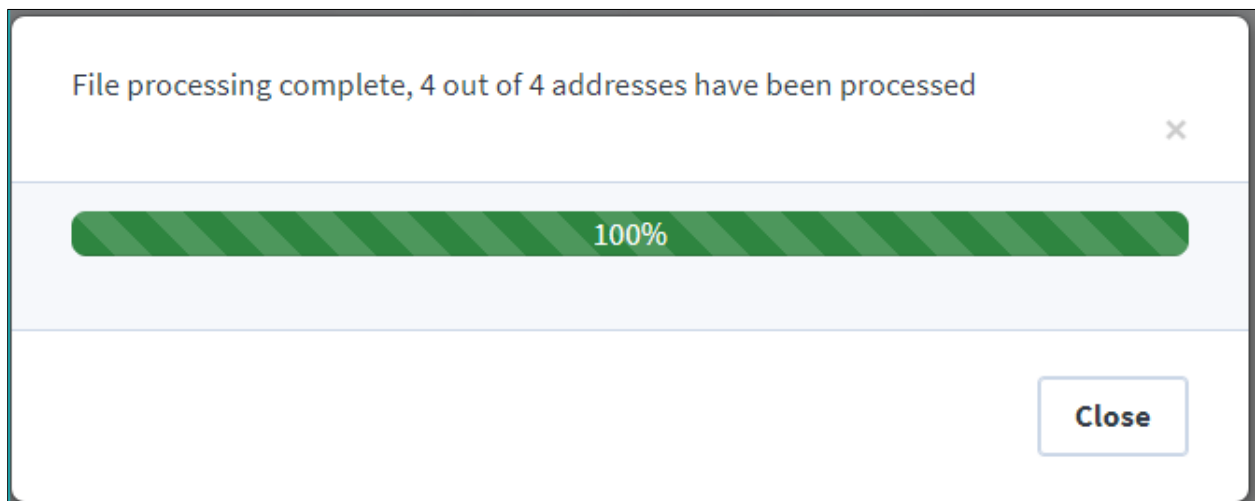 File processing complete, 4 out of 4 addresses have been processed
×
100%
Close